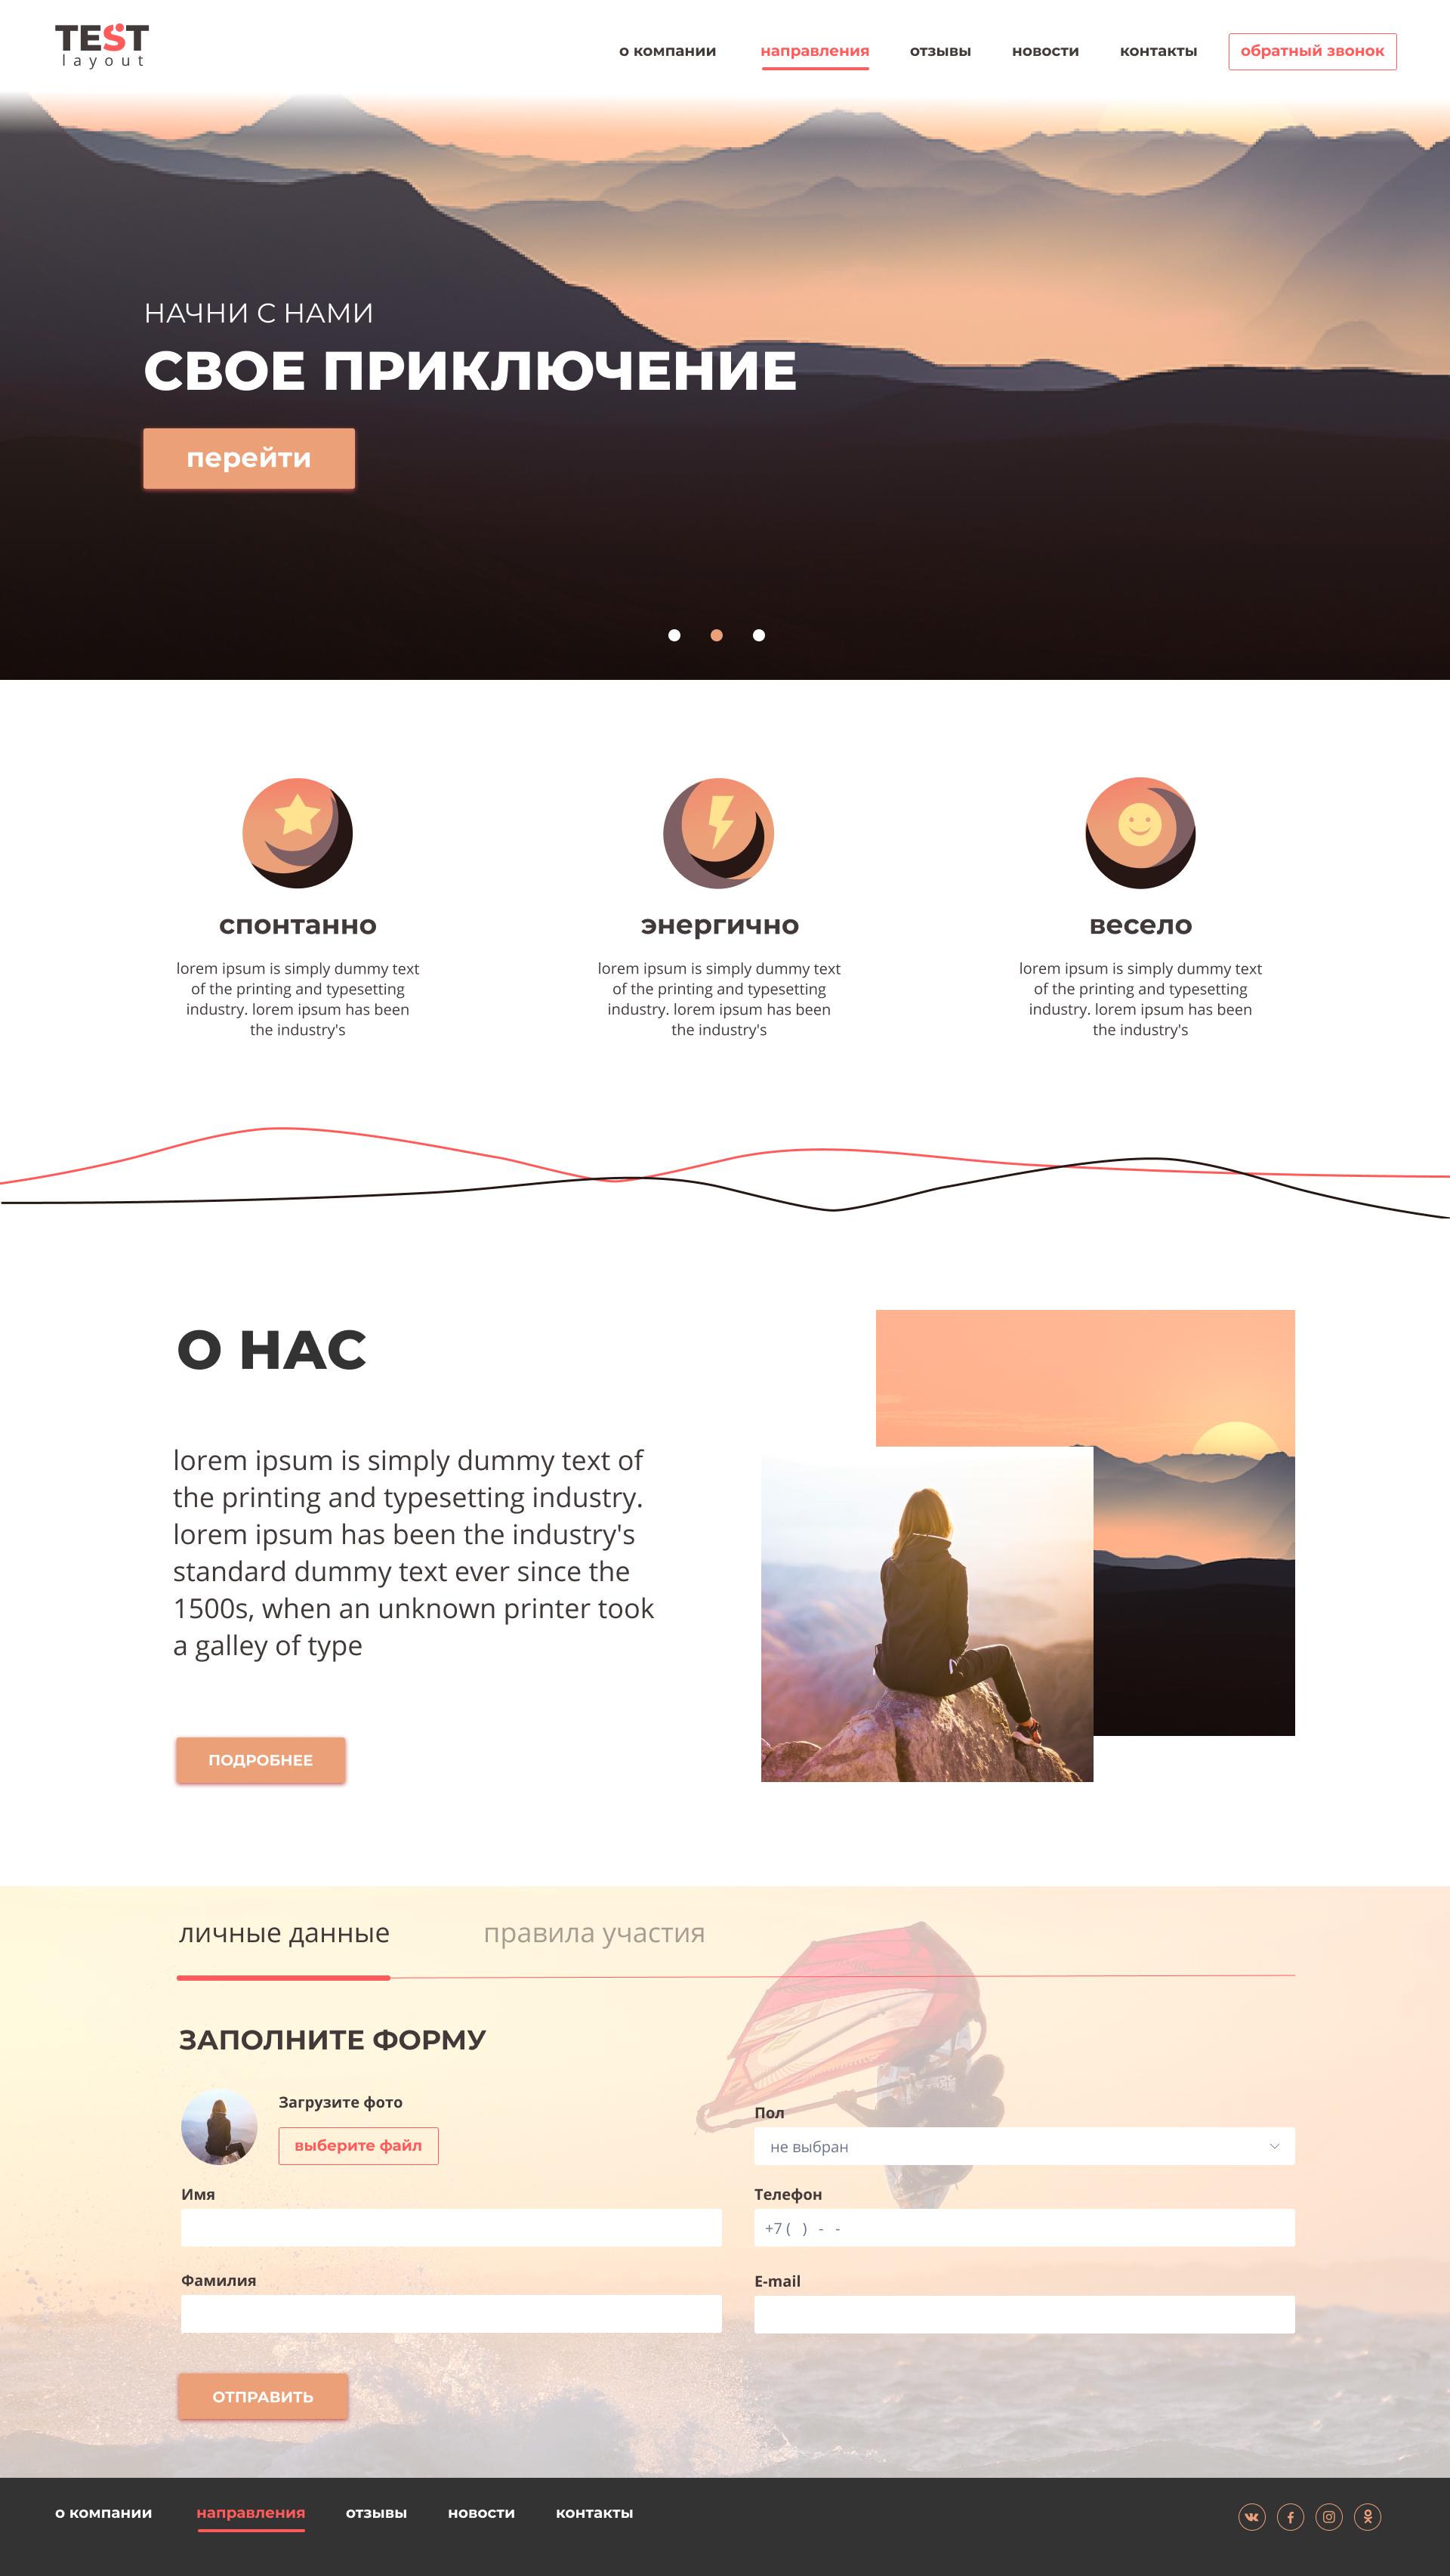 TEST
layout
о компании направления отзывы новости контакты обратный звонок
НАЧНИ С НАМИ
СВОЕ ПРИКЛЮЧЕНИЕ
перейти
спонтанно
lorem ipsum is simply dummy text
of the printing and typesetting
industry. lorem ipsum has been
the industry's
энергично
lorem ipsum is simply dummy text
of the printing and typesetting
industry. lorem ipsum has been
the industry's
весело
lorem ipsum is simply dummy text
of the printing and typesetting
industry. lorem ipsum has been
the industry's
О НАС
lorem ipsum is simply dummy text of
the printing and typesetting industry.
lorem ipsum has been the industry's
standard dummy text ever since the
1500s, when an unknown printer took
a galley of type
ПОДРОБНЕЕ
личные данные правила участия
ЗАПОЛНИТЕ ФОРМУ
Загрузите фото
выберите файл
Пол
не выбран
Имя
Телефон
+7 ( ) - -
Фамилия
E-mail
ОТПРАВИТЬ
о компании направления отзывы новости контакты